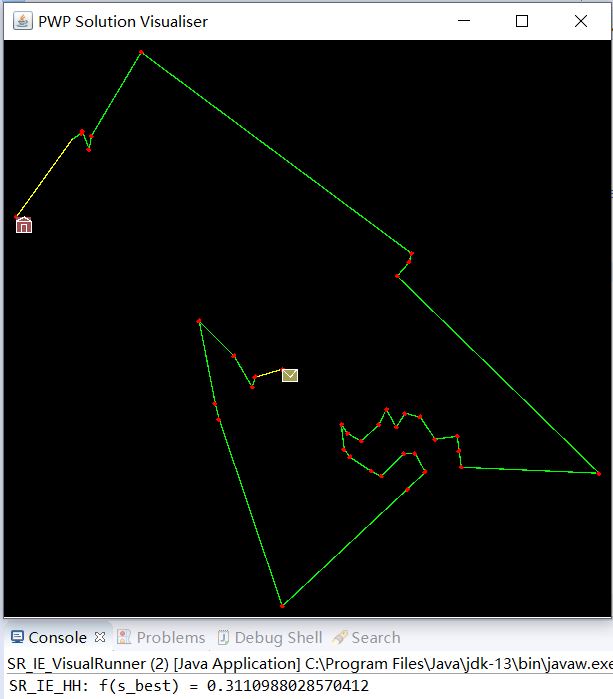 PWP Solution Visualiser
Console Problems Debug Shell Search
SR_IE_VisualRunner (2) [Java Application] C:\Program Files\Java\jdk-13\bin\javaw.exe
SR_IE_HH: f(s_best) = 0.3110988028570412